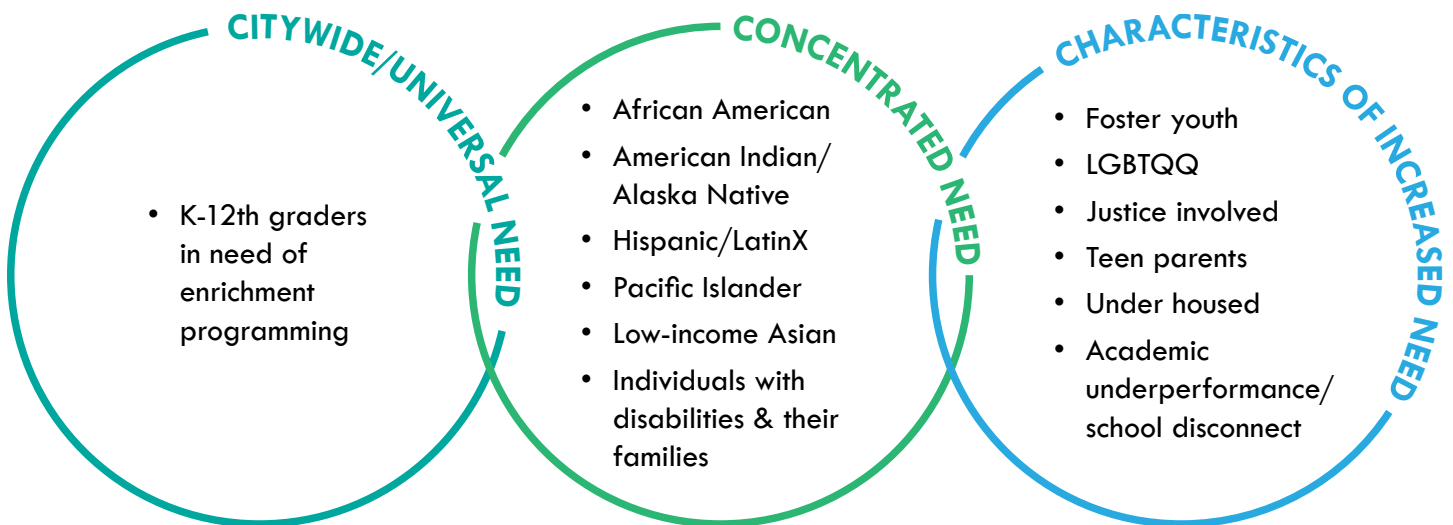 CITYWIDE/UNIVERSAL NEED
• K-12th graders
in need of
enrichment
programming
CONCENTRATED NEED
• African American
• American Indian/
Alaska Native
• Hispanic/LatinX
• Pacific Islander
• Low-income Asian
• Individuals with
disabilities & their
families
CHARACTERISTICS OF INCREASED NEED
• Foster youth
• LGBTQQ
• Justice involved
• Teen parents
• Under housed
• Academic
underperformance/
school disconnect